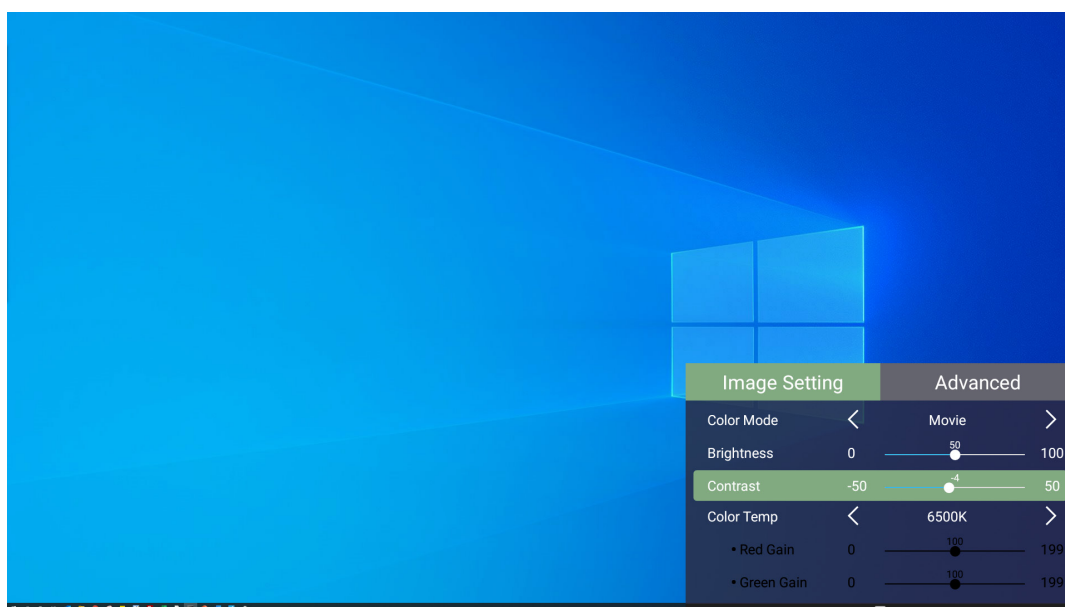 Image Setting Advanced
Color Mode Movie
Brightness 0 50 100
Contrast -50 -4 50
Color Temp 6500K
• Red Gain 0 100 199
• Green Gain 0 100 199